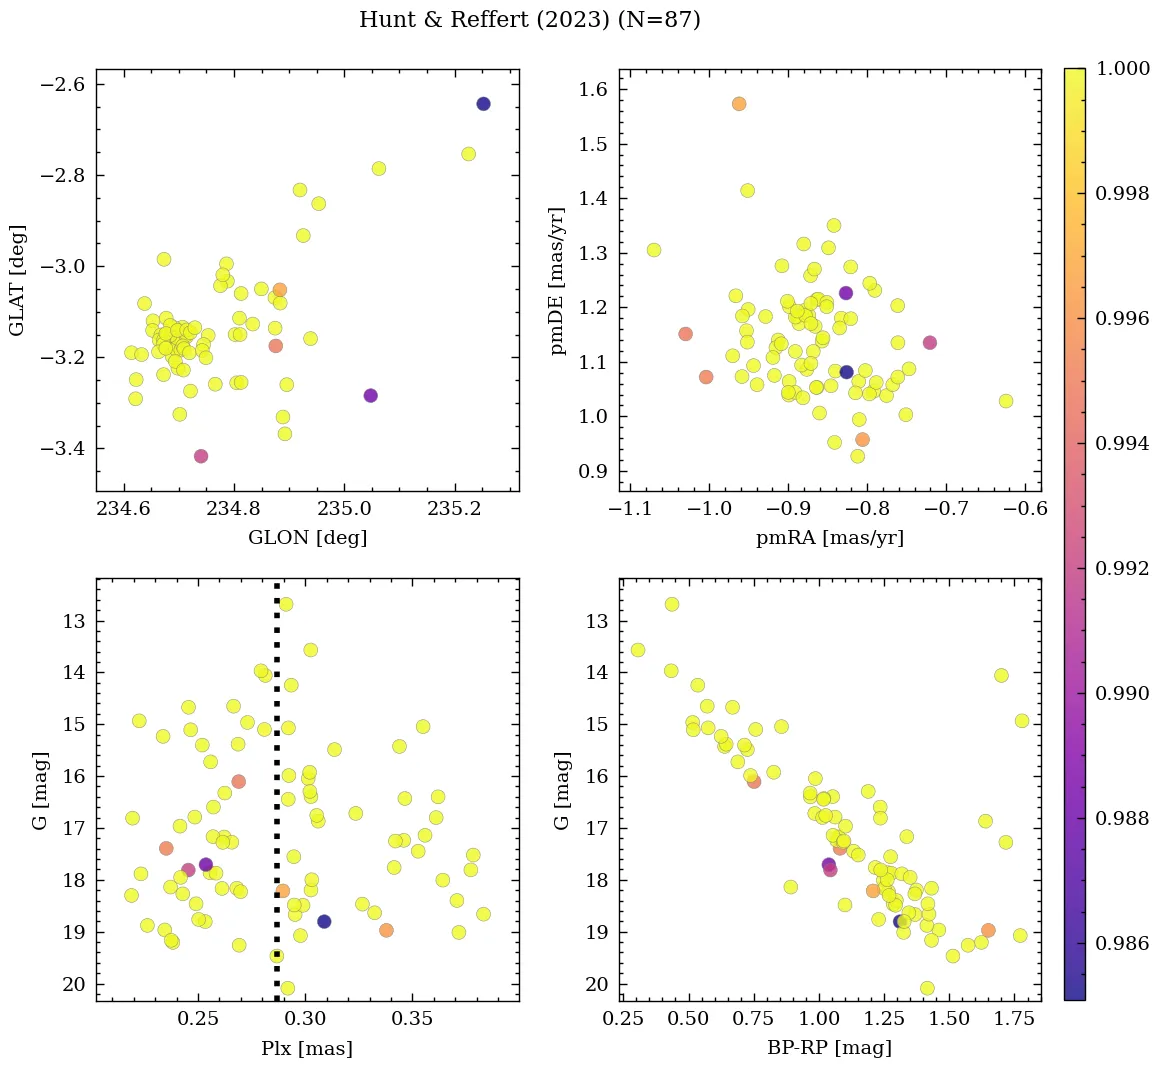 Hunt & Reffert (2023) (N=87)
−2.6
−2.8
−3.0
−3.2
−3.4
GLAT [deg]
234.6 234.8 235.0 235.2
GLON [deg]
1.6
1.5
1.4
1.3
1.2
1.1
1.0
0.9
pmDE [mas/yr]
−1.1 −1.0 −0.9 −0.8 −0.7 −0.6
pmRA [mas/yr]
13
14
15
16
17
18
19
20
G [mag]
0.25 0.30 0.35
Plx [mas]
13
14
15
16
17
18
19
20
G [mag]
0.25 0.50 0.75 1.00 1.25 1.50 1.75
BP-RP [mag]
1.000
0.998
0.996
0.994
0.992
0.990
0.988
0.986